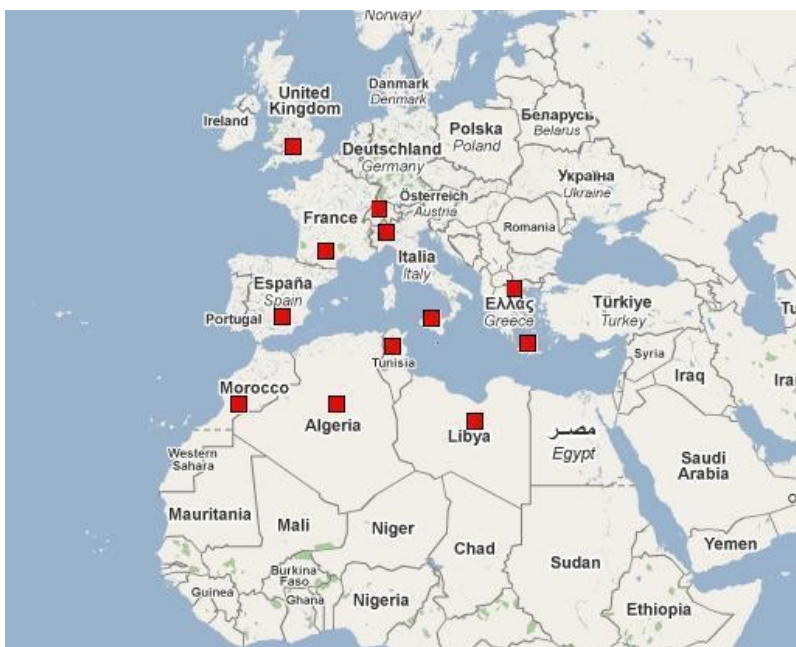 Norway)
Danmark
Denmark
United
Kingdom
Ireland
Polska
Poland
Беларусь
Belarus
Deutschland
Germany
Україна
Ukraine
Österreich
Austria
France
Romania
Italia
Italy
España
Spain
Portugal
Ελλάς
Greece
Türkiye
Turkey
Tu
Tunisia
Syria
Iraq
Iran
Morocco
Algeria
Libya
مصر
Egypt
Western
Sahara
Saudi
Arabia
Mauritania
Mali
Niger
Chad
Sudan
Yemen
Burkina
Faso
Guinea
Ghana
Nigeria
Ethiopia